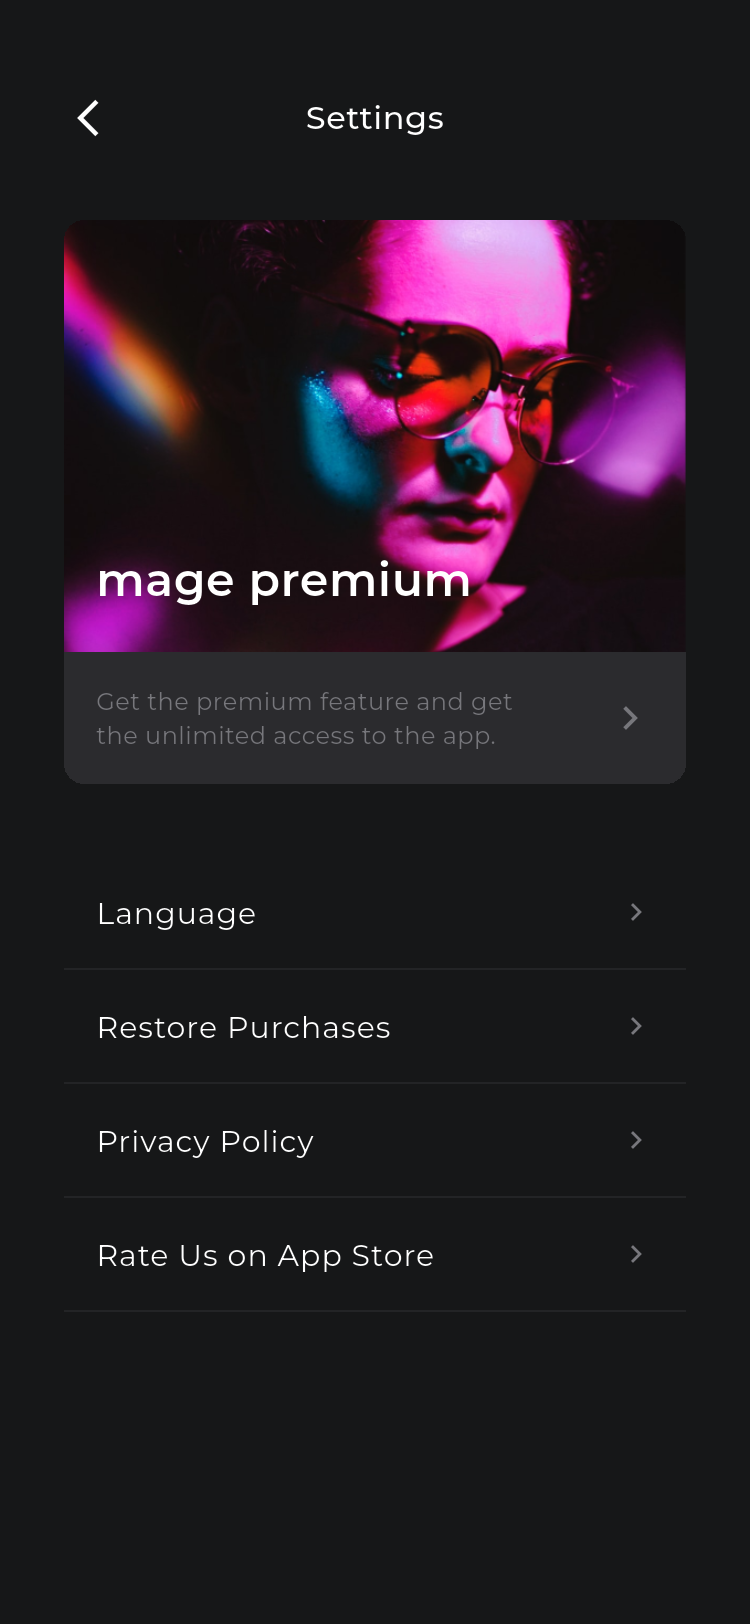 Settings
mage premium
Get the premium feature and get
the unlimited access to the app.
Language
Restore Purchases
Privacy Policy
Rate Us on App Store